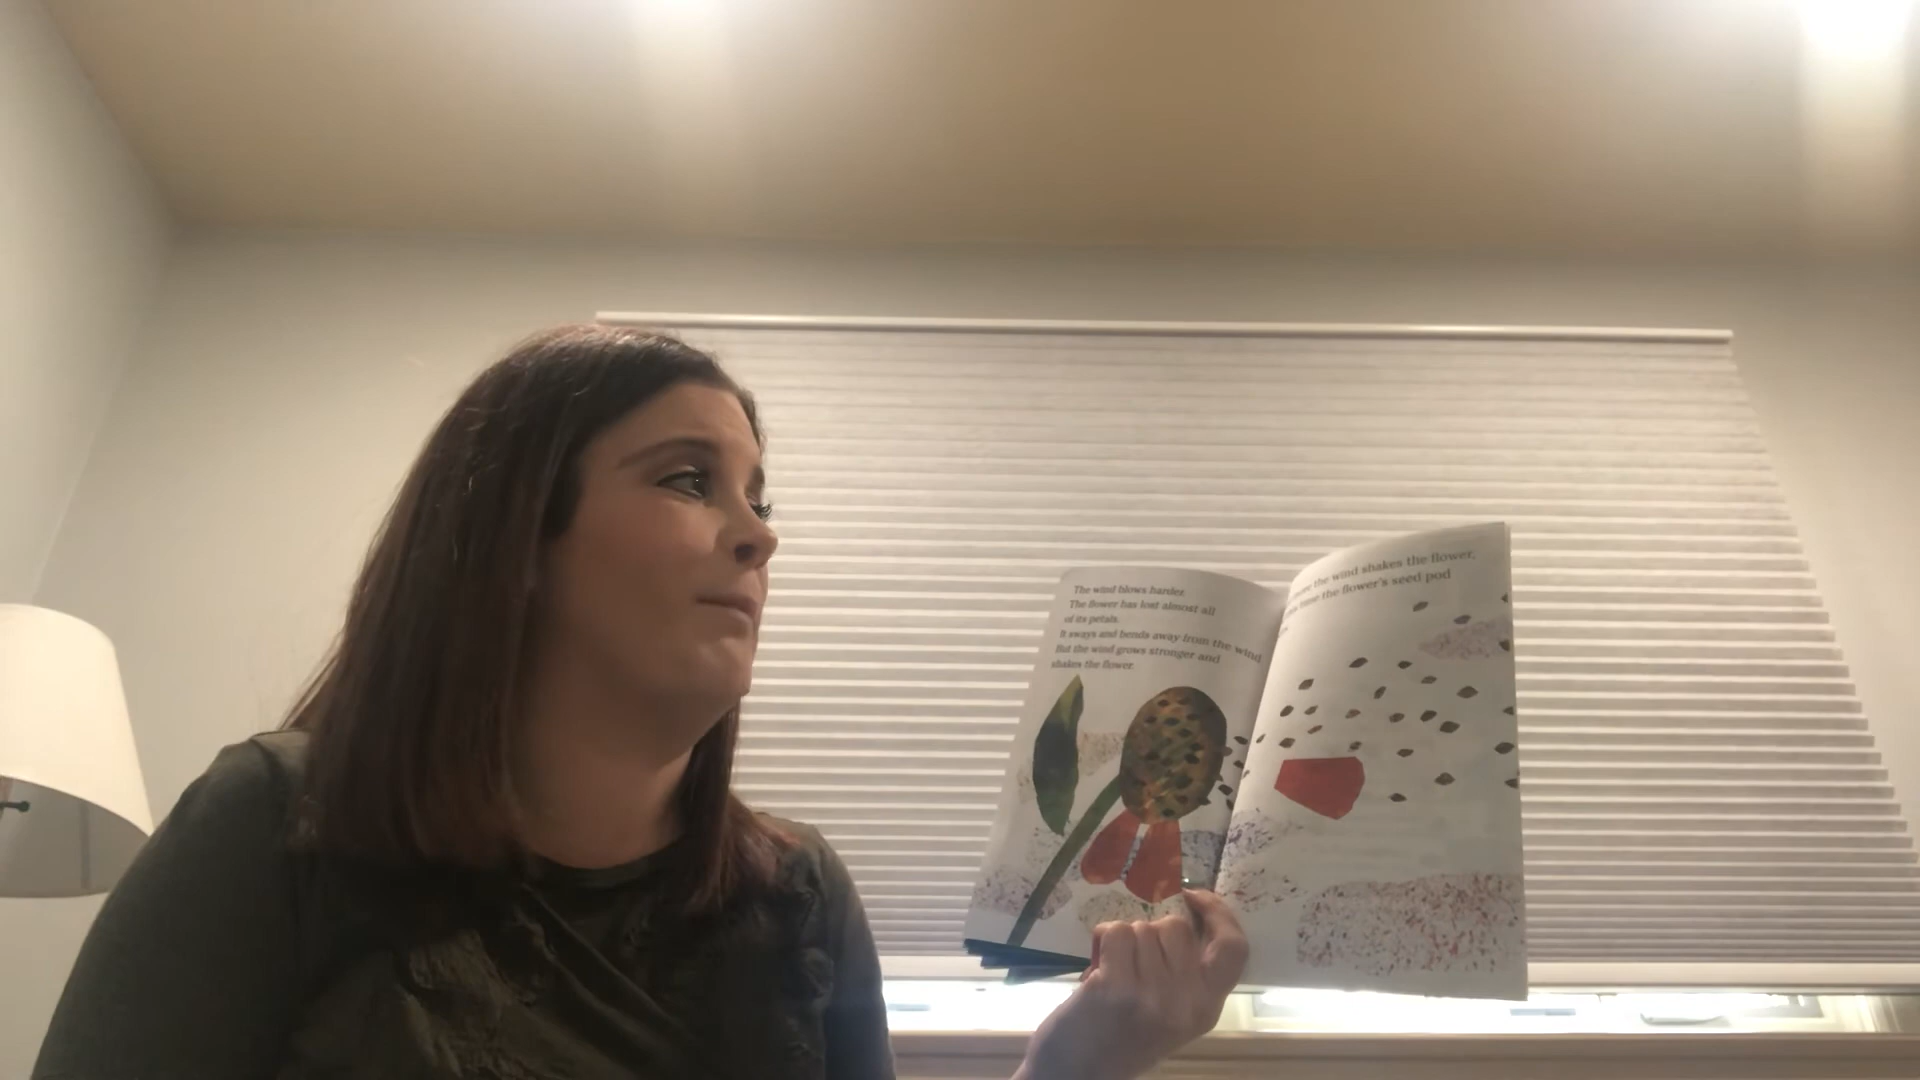 The wind blows harder.
The flower has lost almost all
of its petals.
It sways and bends away from the wind
But the wind grows stronger and
shakes the flower.
more the wind shakes the flower,
time the flower's seed pod